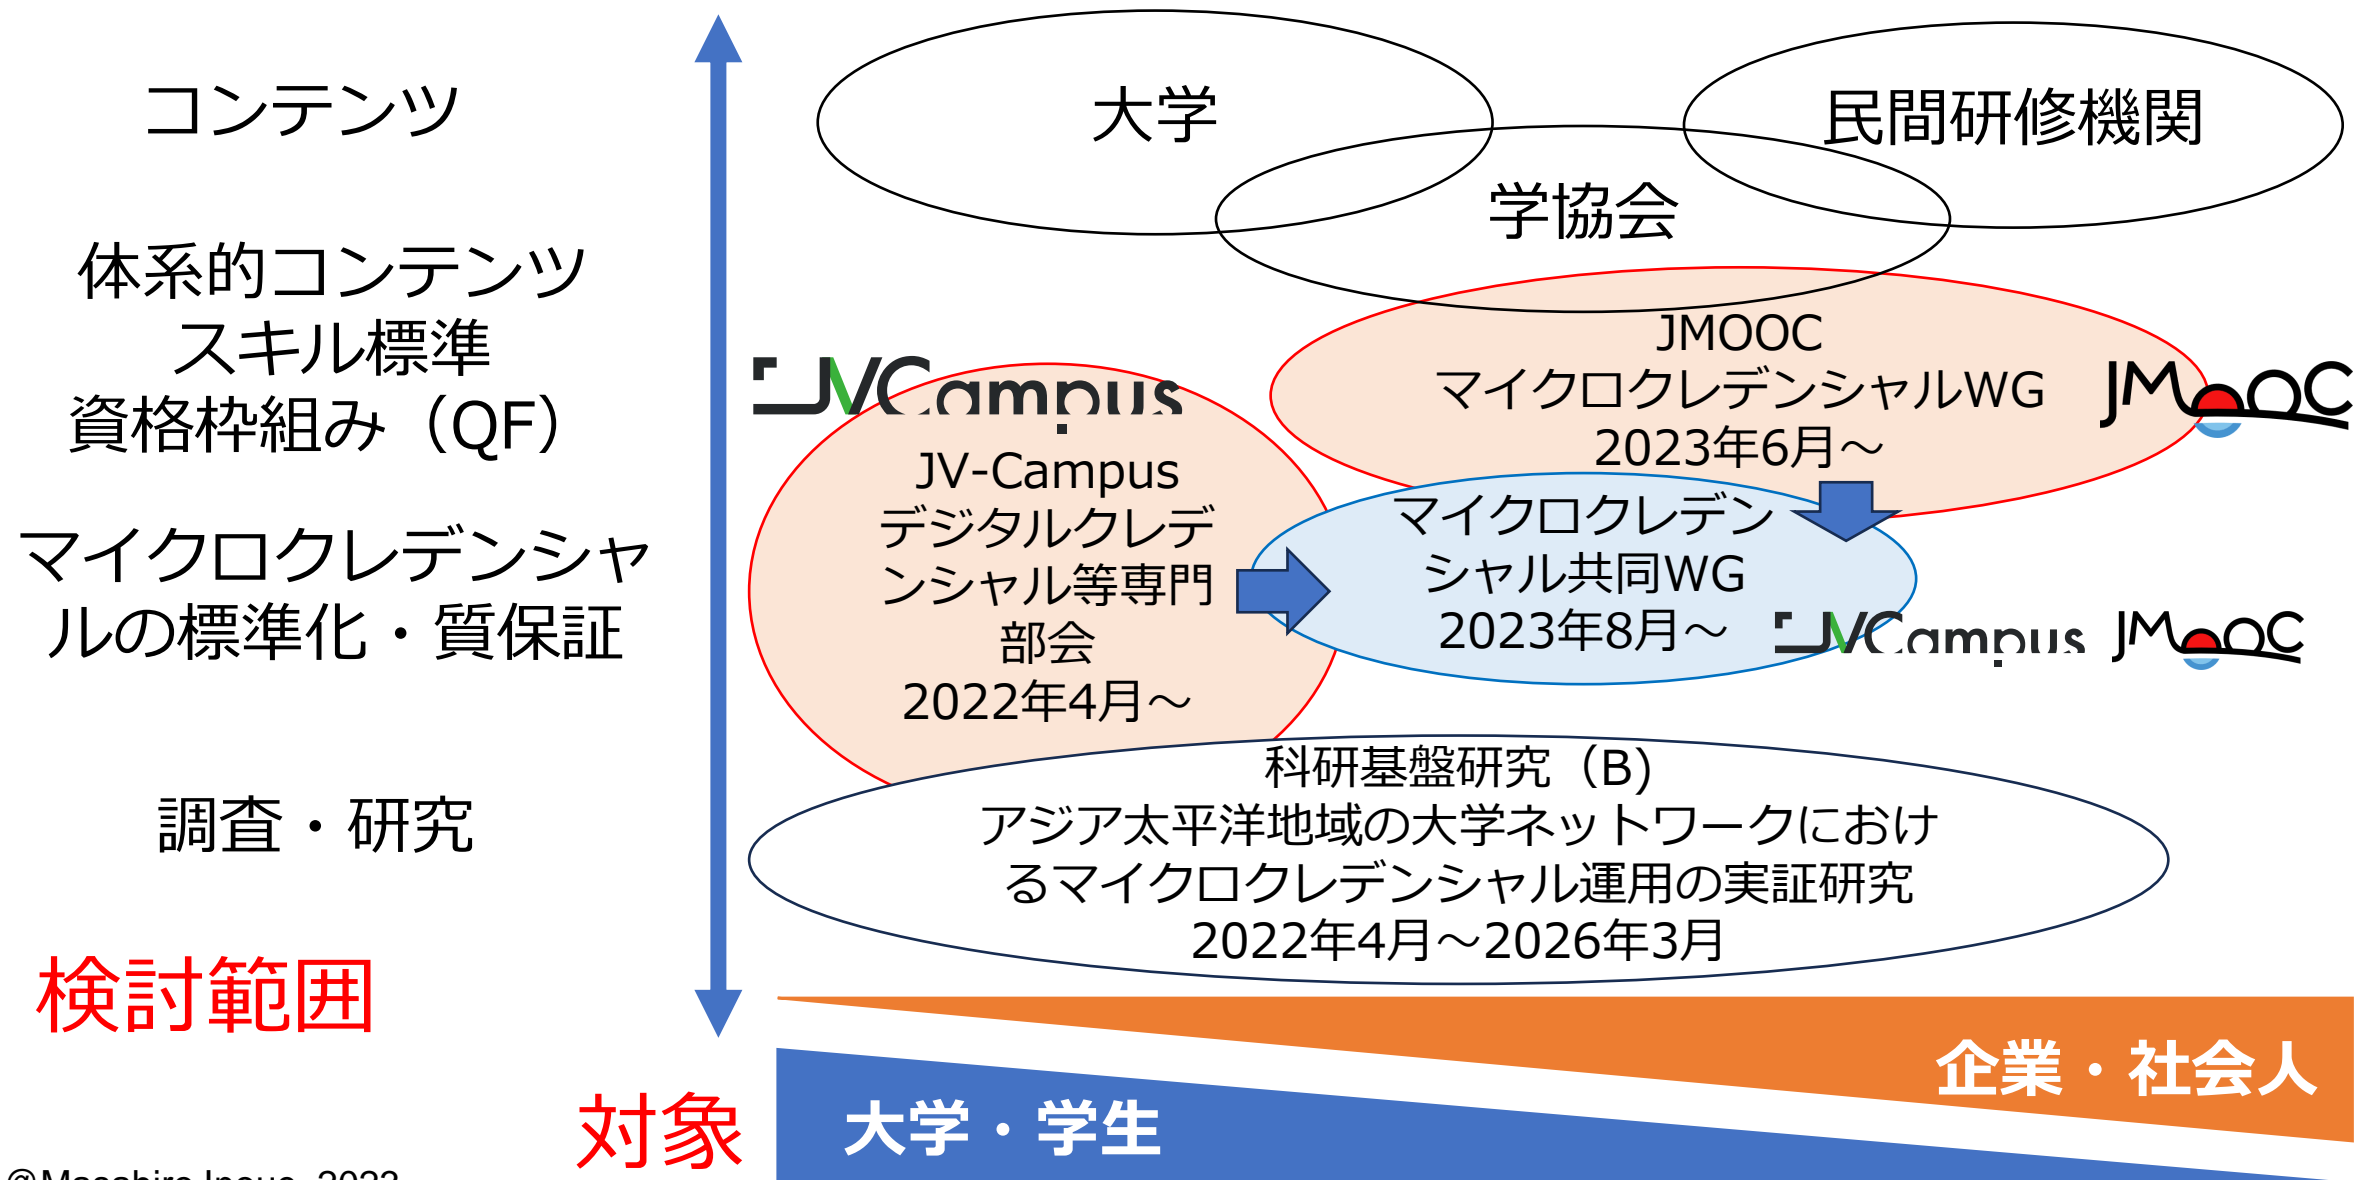 コンテンツ
体系的コンテンツ
スキル標準
資格枠組み（QF）
マイクロクレデンシャ
ルの標準化・質保証
調査・研究
検討範囲
大学
民間研修機関
学協会
JMOOC
マイクロクレデンシャルWG
2023年6月～
JMOOC
JVCampus
JV-Campus
デジタルクレデ
ンシャル等専門
部会
2022年4月～
マイクロクレデン
シャル共同WG
2023年8月～
JVCampus
JMOOC
科研基盤研究（B)
アジア太平洋地域の大学ネットワークにおけ
るマイクロクレデンシャル運用の実証研究
2022年4月～2026年3月
企業・社会人
対象
大学・学生
@Masahiro Inoue, 2023